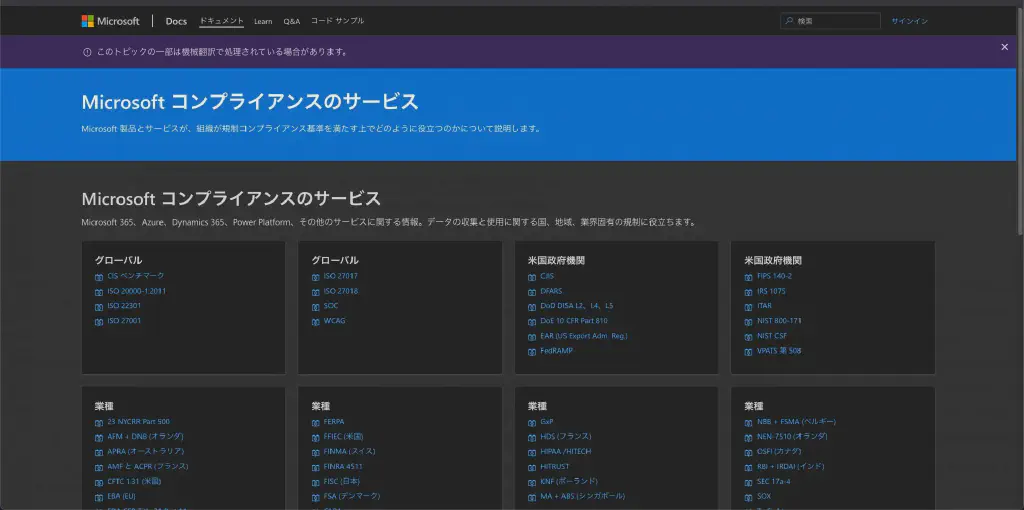 Microsoft Docs ドキュメント Learn Q&A コード サンプル 検索 サインイン
このトピックの一部は機械翻訳で処理されている場合があります。
Microsoft コンプライアンスのサービス
Microsoft 製品とサービスが、組織が規制コンプライアンス基準を満たす上でどのように役立つのかについて説明します。
Microsoft コンプライアンスのサービス
Microsoft 365、Azure、Dynamics 365、Power Platform、その他のサービスに関する情報。データの収集と使用に関する国、地域、業界固有の規制に役立ちます。
グローバル
CIS ベンチマーク
ISO 20000-1:2011
ISO 22301
ISO 27001
グローバル
ISO 27017
ISO 27018
SOC
WCAG
米国政府機関
CJIS
DFARS
DoD DISA L2、L4、L5
DoE 10 CFR Part 810
EAR (US Export Adm. Reg.)
FedRAMP
米国政府機関
FIPS 140-2
IRS 1075
ITAR
NIST 800-171
NIST CSF
VPATS 第 508
業種
23 NYCRR Part 500
AFM + DNB (オランダ)
APRA (オーストラリア)
AMF と ACPR (フランス)
CFTC 1.31 (米国)
EBA (EU)
業種
FERPA
FFIEC (米国)
FINMA (スイス)
FINRA 4511
FISC (日本)
FSA (デンマーク)
業種
GxP
HDS (フランス)
HIPAA /HITECH
HITRUST
KNF (ポーランド)
MA + ABS (シンガポール)
業種
NBB + FSMA (ベルギー)
NEN-7510 (オランダ)
OSFI (カナダ)
RBI + IRDAI (インド)
SEC 17a-4
SOX